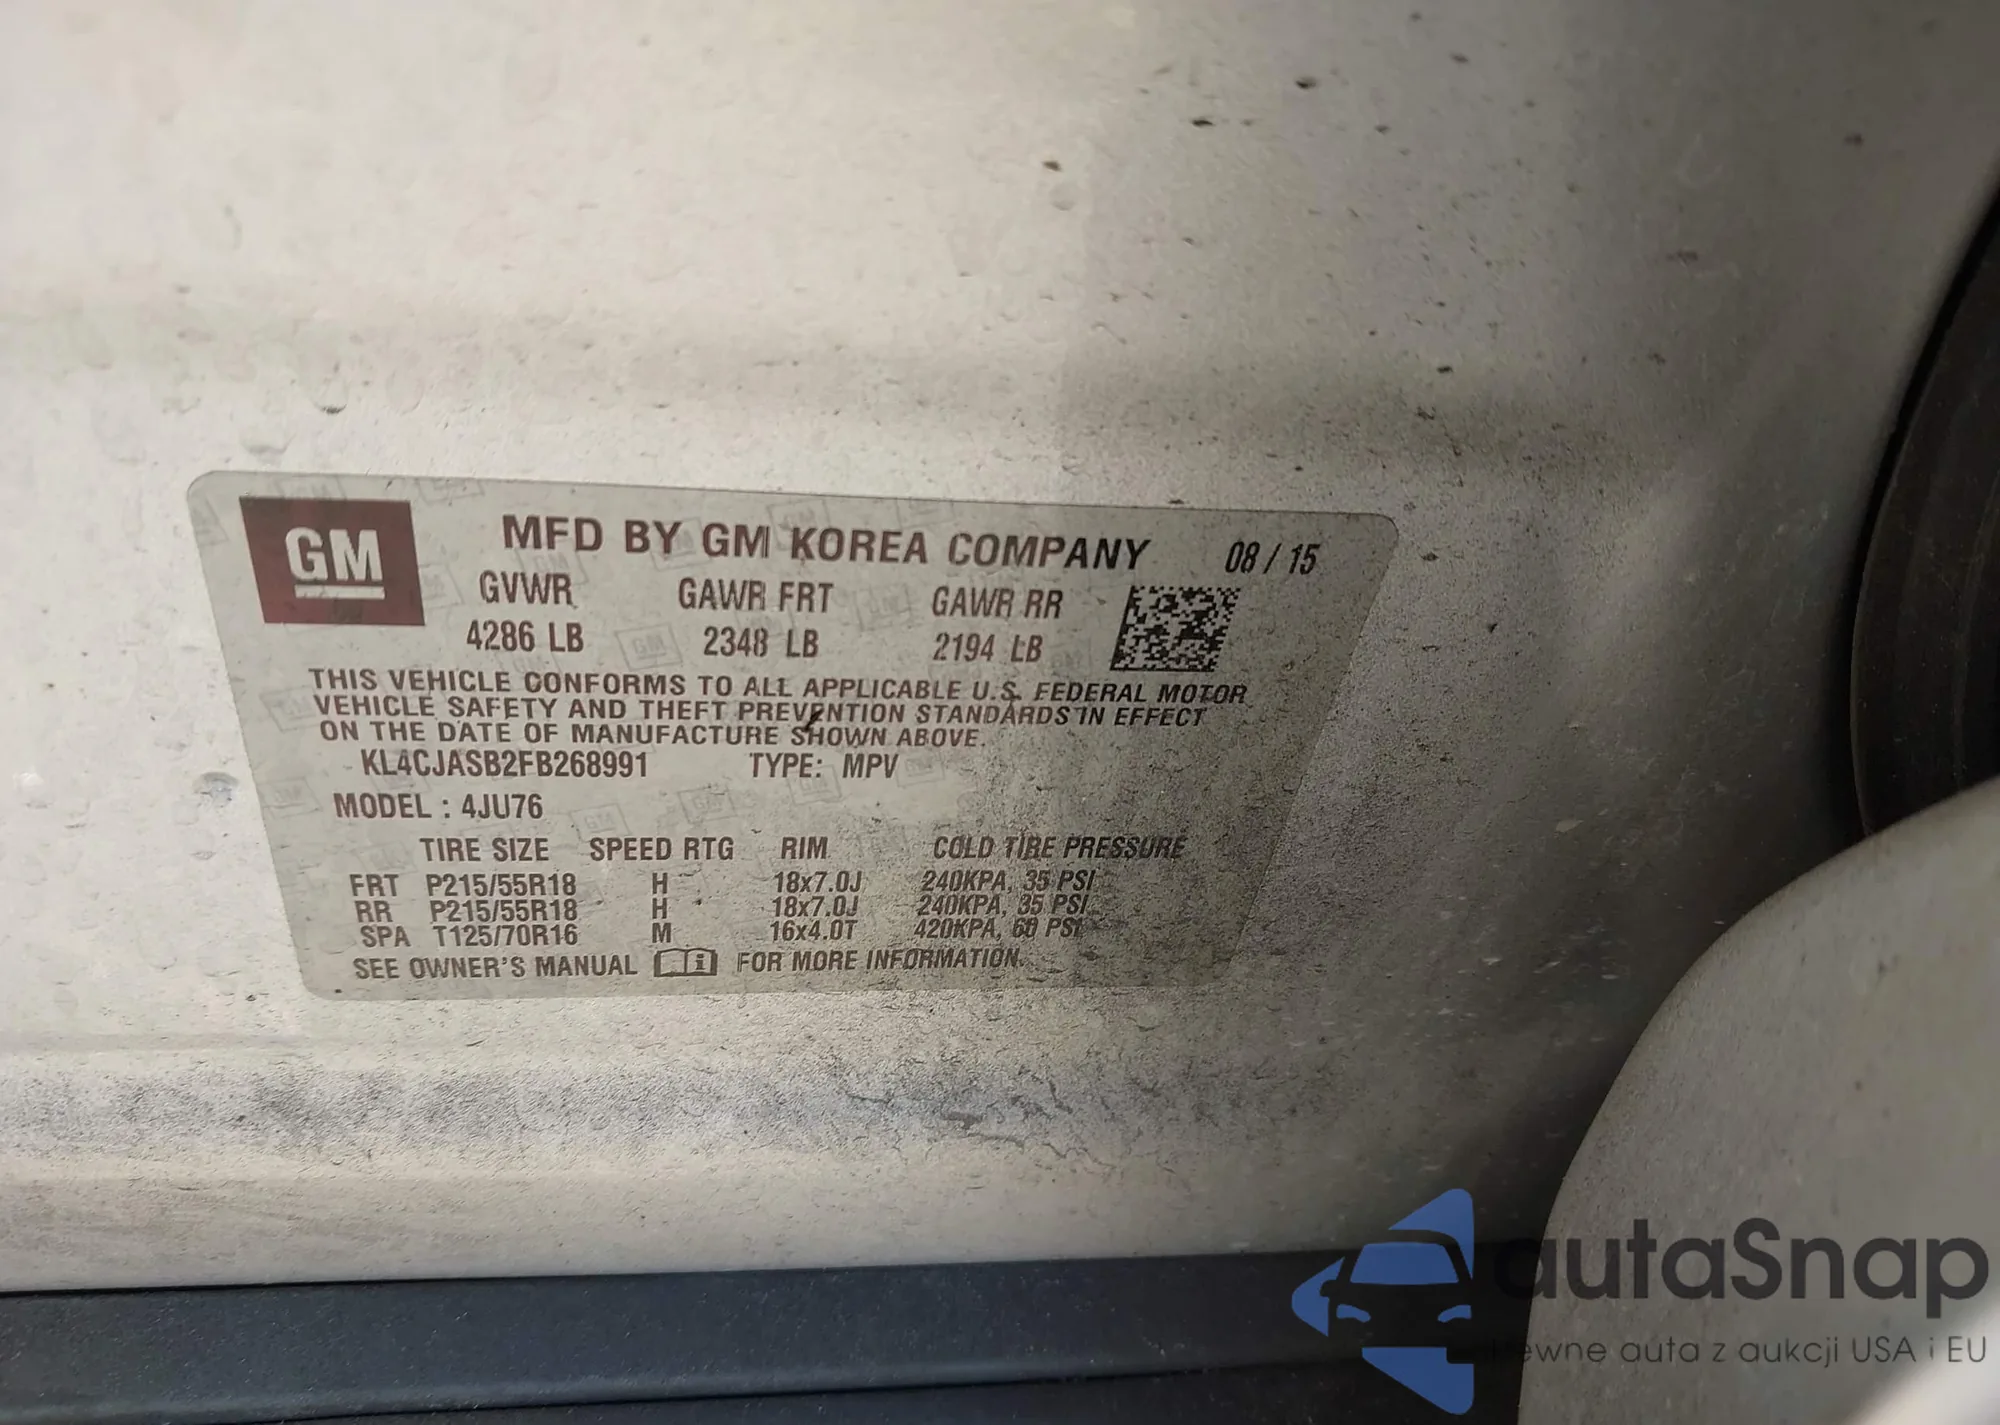 GM
MFD BY GM KOREA COMPANY 08 / 15
GVWR GAWR FRT GAWR RR
4286 LB 2348 LB 2194 LB
THIS VEHICLE CONFORMS TO ALL APPLICABLE U.S. FEDERAL MOTOR
VEHICLE SAFETY AND THEFT PREVENTION STANDARDS IN EFFECT
ON THE DATE OF MANUFACTURE SHOWN ABOVE.
KL4CJASB2FB268991 TYPE: MPV
MODEL : 4JU76
TIRE SIZE SPEED RTG RIM COLD TIRE PRESSURE
FRT P215/55R18 H 18x7.0J 240KPA, 35 PSI
RR P215/55R18 H 18x7.0J 240KPA, 35 PSI
SPA T125/70R16 M 16x4.0T 420KPA, 60 PSI
SEE OWNER'S MANUAL FOR MORE INFORMATION.
autaSnap
Pewne auta z aukcji USA i EU